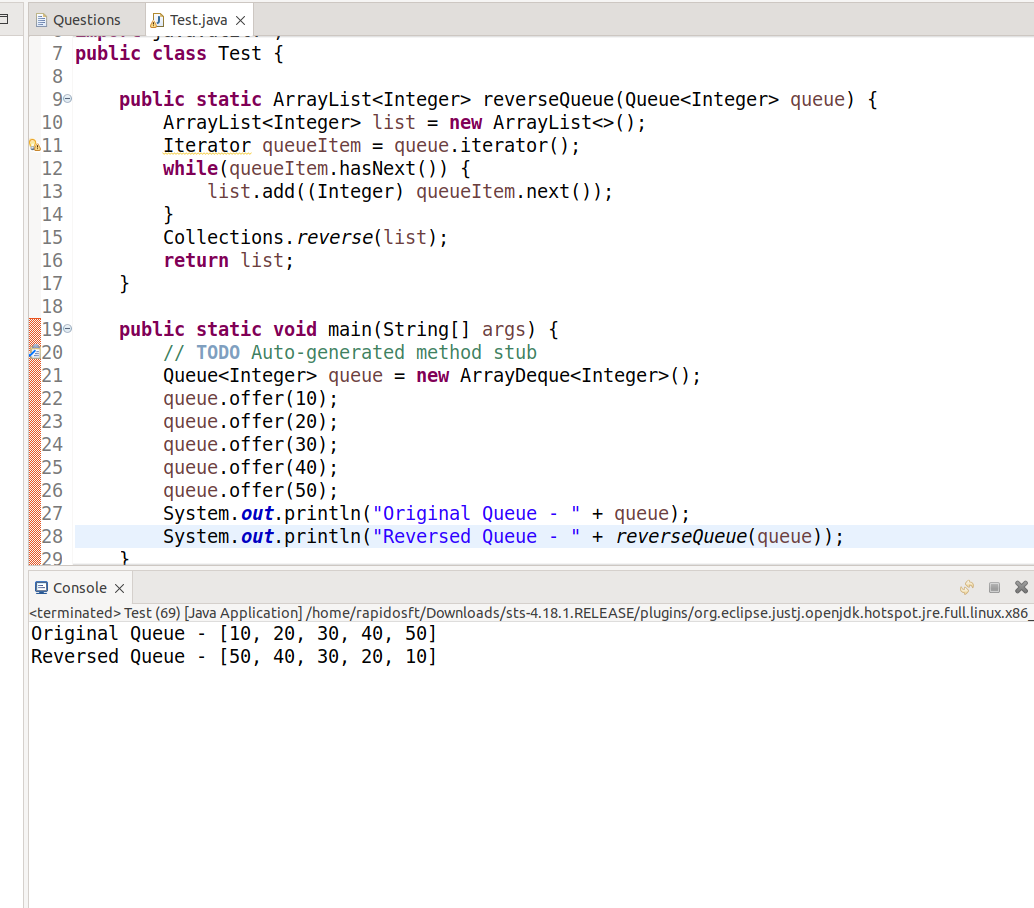 Questions
Test.java
7 public class Test {
8
9 public static ArrayList<Integer> reverseQueue(Queue<Integer> queue) {
10 ArrayList<Integer> list = new ArrayList<>();
11 Iterator queueItem = queue.iterator();
12 while(queueItem.hasNext()) {
13 list.add((Integer) queueItem.next());
14 }
15 Collections.reverse(list);
16 return list;
17 }
18
19 public static void main(String[] args) {
20 // TODO Auto-generated method stub
21 Queue<Integer> queue = new ArrayDeque<Integer>();
22 queue.offer(10);
23 queue.offer(20);
24 queue.offer(30);
25 queue.offer(40);
26 queue.offer(50);
27 System.out.println("Original Queue - " + queue);
28 System.out.println("Reversed Queue - " + reverseQueue(queue));
29 }
Console
<terminated> Test (69) [Java Application] /home/rapidosft/Downloads/sts-4.18.1.RELEASE/plugins/org.eclipse.justj.openjdk.hotspot.jre.full.linux.x86_
Original Queue - [10, 20, 30, 40, 50]
Reversed Queue - [50, 40, 30, 20, 10]